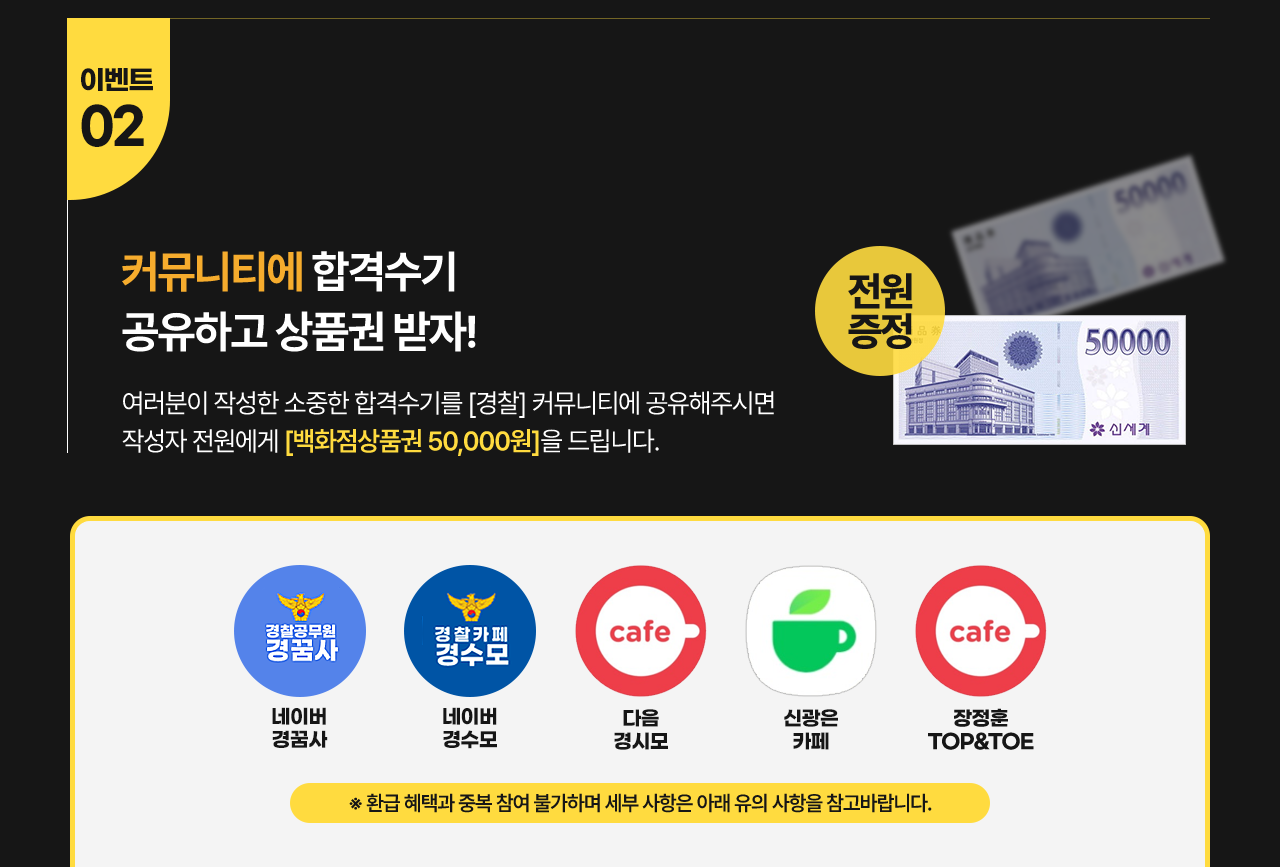 이벤트
02
커뮤니티에 합격수기
공유하고 상품권 받자!
여러분이 작성한 소중한 합격수기를 [경찰] 커뮤니티에 공유해주시면
작성자 전원에게 [백화점상품권 50,000원]을 드립니다.
50000
신세계
전원
증정
50000
신세계
경찰공무원
경꿈사
네이버
경꿈사
경찰카페
경수모
네이버
경수모
cafe
다음
경시모
신광은
카페
cafe
장정훈
TOP&TOE
※ 환급 혜택과 중복 참여 불가하며 세부 사항은 아래 유의 사항을 참고바랍니다.